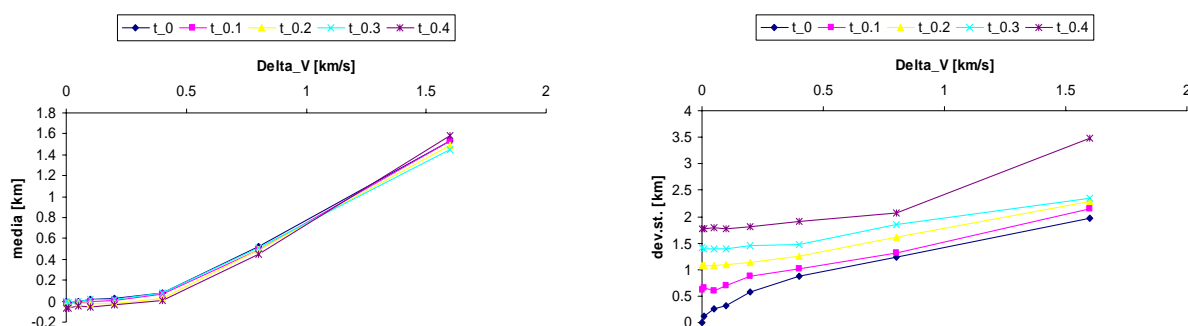 t_0 t_0.1 t_0.2 t_0.3 t_0.4
Delta_V [km/s]
0 0.5 1 1.5 2
1.8
1.6
1.4
1.2
1
0.8
0.6
0.4
0.2
0
-0.2
media [km]
t_0 t_0.1 t_0.2 t_0.3 t_0.4
Delta_V [km/s]
0 0.5 1 1.5 2
4
3.5
3
2.5
2
1.5
1
0.5
0
dev.st. [km]